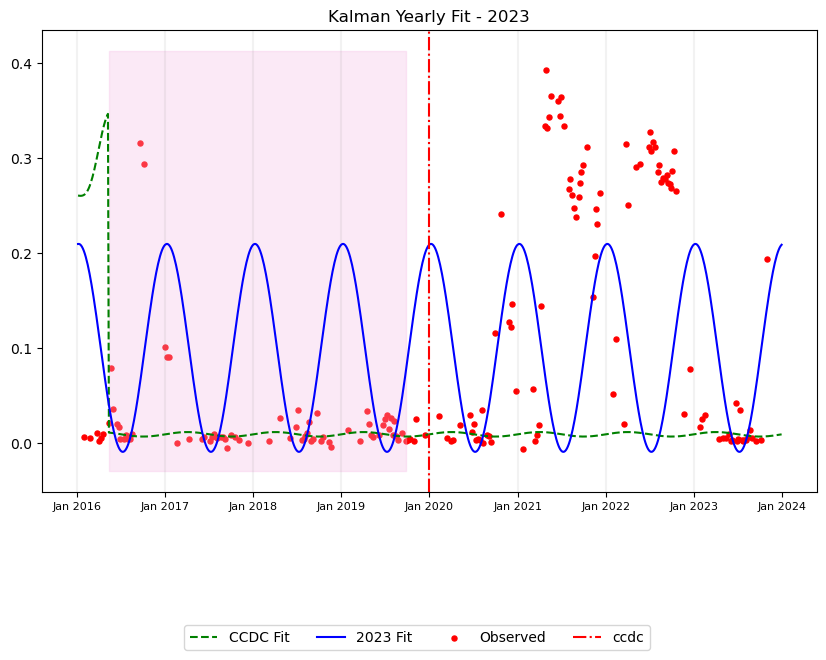 Kalman Yearly Fit - 2023
0.4
0.3
0.2
0.1
0.0
Jan 2016 Jan 2017 Jan 2018 Jan 2019 Jan 2020 Jan 2021 Jan 2022 Jan 2023 Jan 2024
CCDC Fit 2023 Fit Observed ccdc